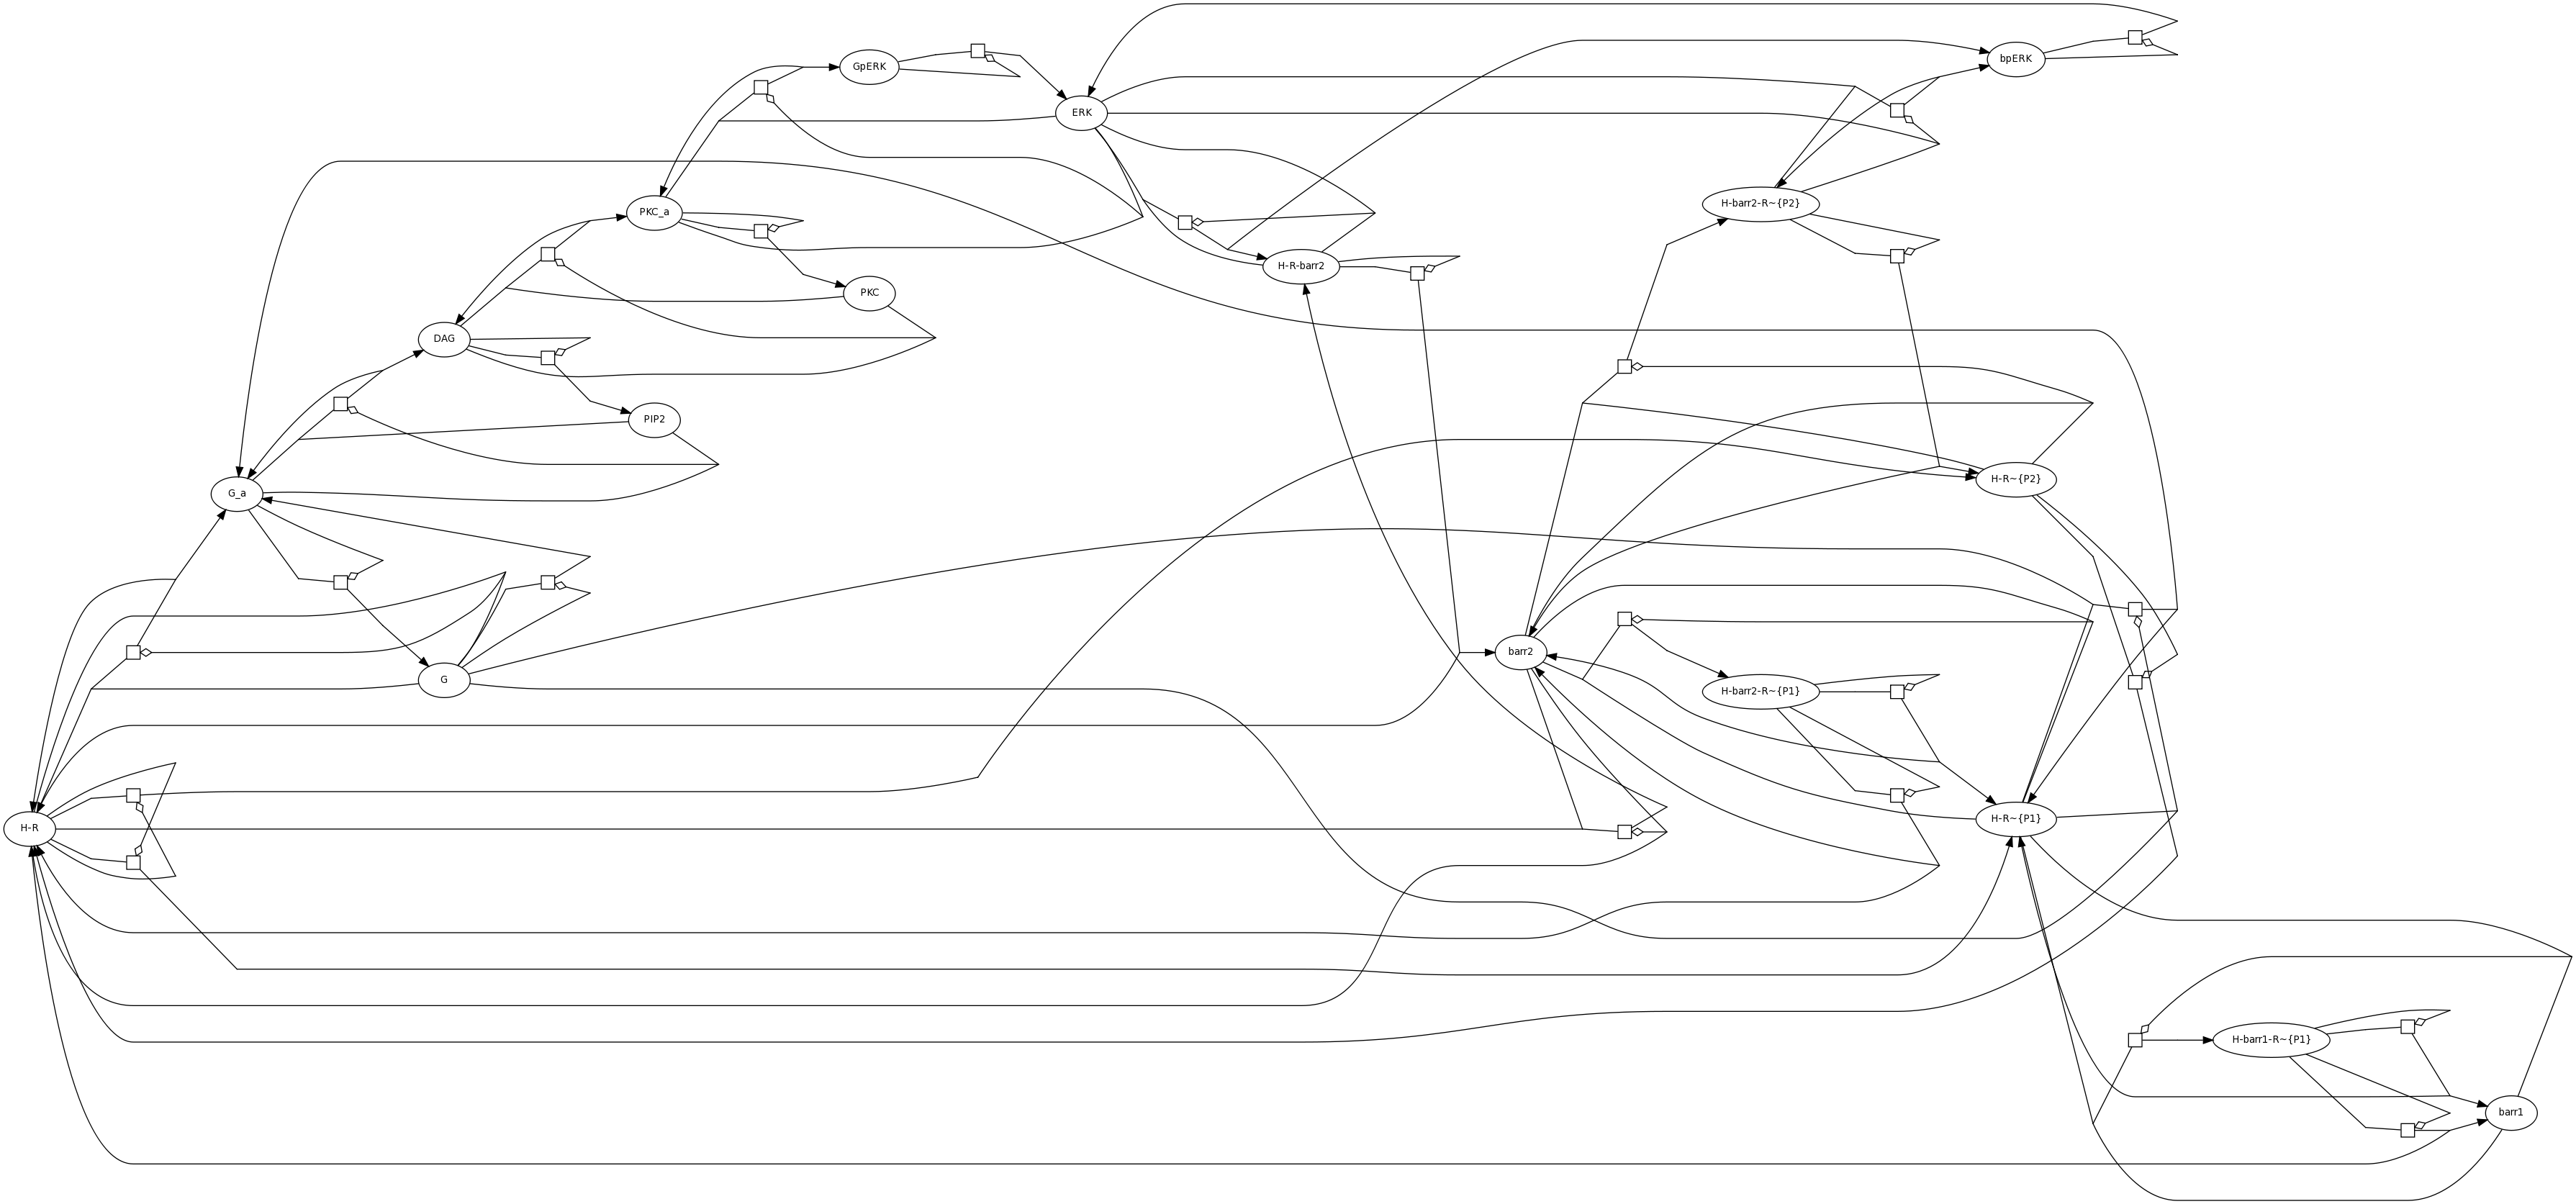 bpERK
GpERK
ERK
H-barr2-R~{P2}
PKC_a
H-R-barr2
PKC
DAG
PIP2
H-R~{P2}
G_a
barr2
G
H-barr2-R~{P1}
H-R~{P1}
H-R
H-barr1-R~{P1}
barr1